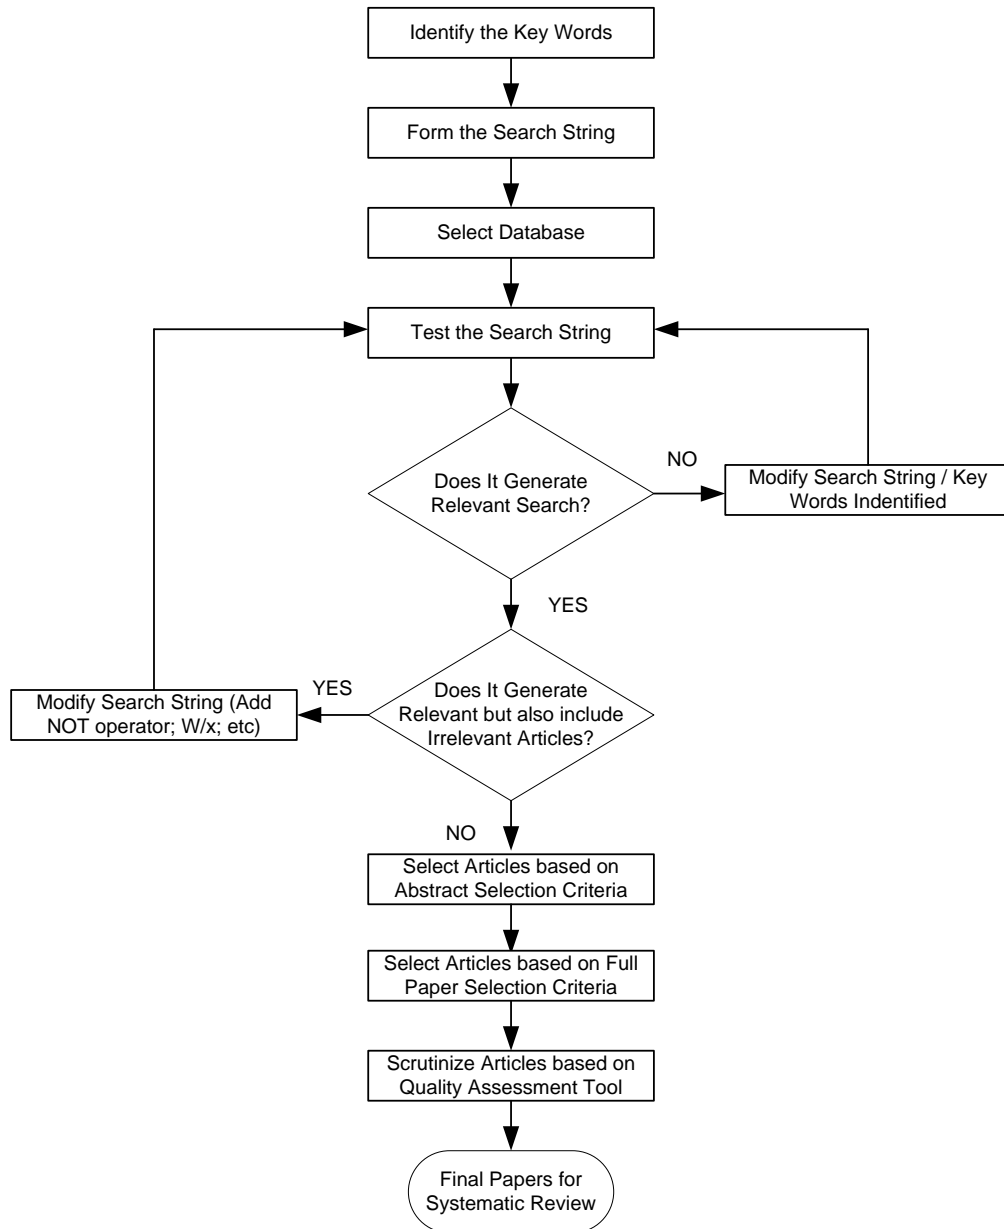 Identify the Key Words
Form the Search String
Select Database
Test the Search String
Does It Generate
Relevant Search?
NO
Modify Search String / Key
Words Indentified
YES
Does It Generate
Relevant but also include
Irrelevant Articles?
YES
Modify Search String (Add
NOT operator; W/x; etc)
NO
Select Articles based on
Abstract Selection Criteria
Select Articles based on Full
Paper Selection Criteria
Scrutinize Articles based on
Quality Assessment Tool
Final Papers for
Systematic Review